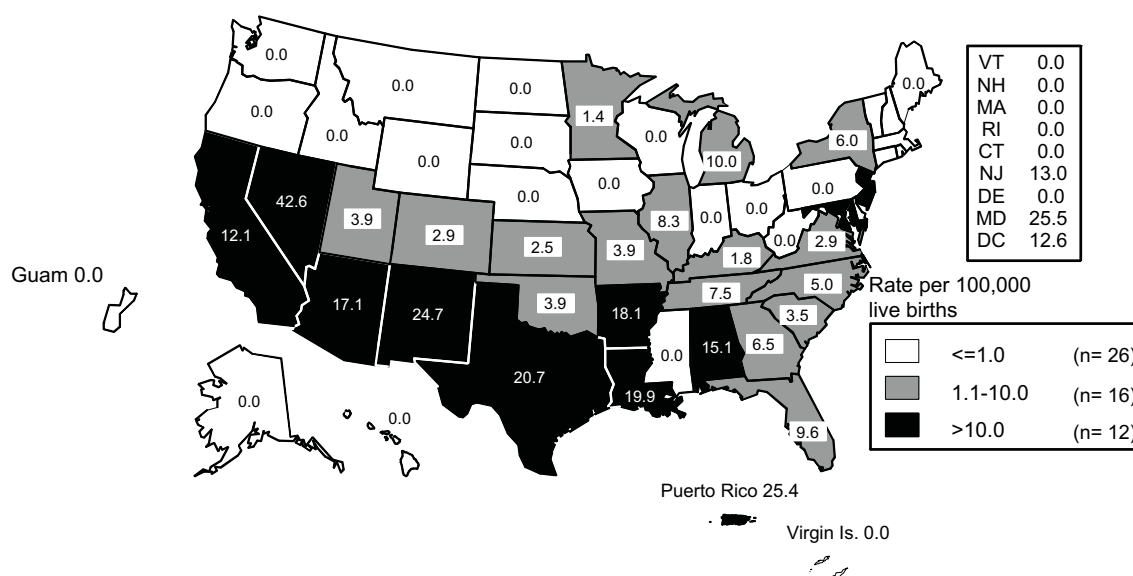 0.0
0.0
0.0
0.0
0.0
0.0
0.0
0.0
1.4
0.0
0.0
10.0
6.0
0.0
VT 0.0
NH 0.0
MA 0.0
RI 0.0
CT 0.0
NJ 13.0
DE 0.0
MD 25.5
DC 12.6
12.1
42.6
3.9
2.9
2.5
3.9
8.3
0.0
0.0
0.0
0.0
2.9
1.8
Guam 0.0
17.1
24.7
3.9
18.1
7.5
5.0
3.5
20.7
19.9
0.0
15.1
6.5
9.6
Rate per 100,000
live births
<=1.0 (n= 26)
1.1-10.0 (n= 16)
>10.0 (n= 12)
0.0
0.0
Puerto Rico 25.4
Virgin Is. 0.0